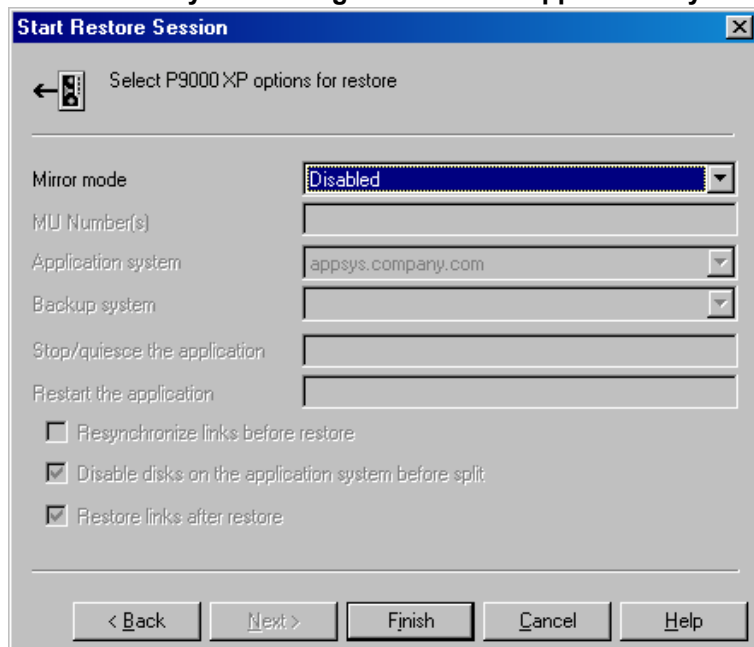 Start Restore Session
Select P9000 XP options for restore
Mirror mode Disabled
MU Number(s)
Application system appsys.company.com
Backup system
Stop/quiesce the application
Restart the application
Resynchronize links before restore
Disable disks on the application system before split
Restore links after restore
< Back Next > Finish Cancel Help